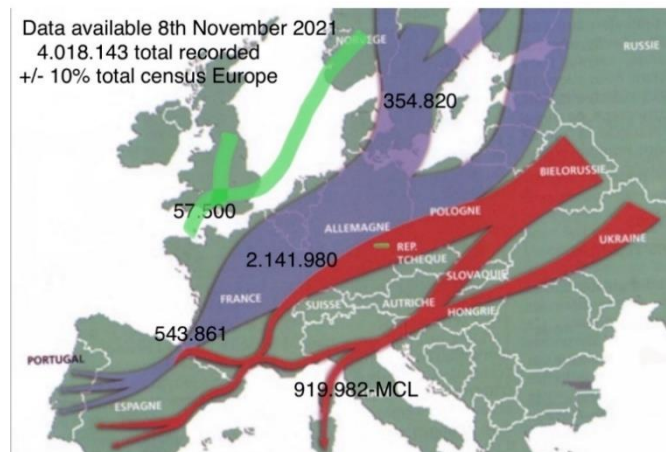 Data available 8th November 2021
4.018.143 total recorded
+/- 10% total census Europe
NORVEGE
RUSSIE
354.820
BIELORUSSIE
57.500
ALLEMAGNE
POLOGNE
UKRAINE
2.141.980
REP.
TCHEQUE
SLOVAQUIE
FRANCE
SUISSE
AUTRICHE
HONGRIE
543.861
PORTUGAL
ESPAGNE
919.982-MCL